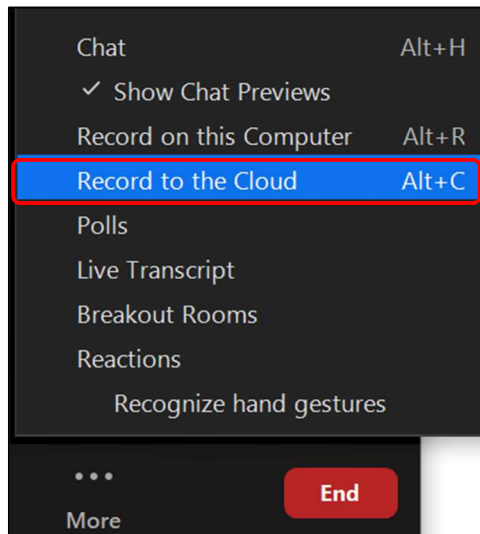 Chat Alt+H
✓ Show Chat Previews
Record on this Computer Alt+R
Record to the Cloud Alt+C
Polls
Live Transcript
Breakout Rooms
Reactions
Recognize hand gestures
End
More